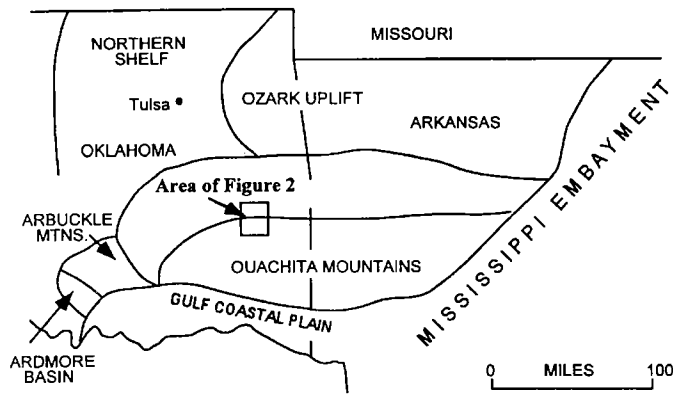 MISSOURI
NORTHERN
SHELF
Tulsa
OZARK UPLIFT
ARKANSAS
OKLAHOMA
MISSISSIPPI EMBAYMENT
Area of Figure 2
ARBUCKLE
MTNS.
OUACHITA MOUNTAINS
GULF COASTAL PLAIN
ARDMORE
BASIN
0 MILES 100